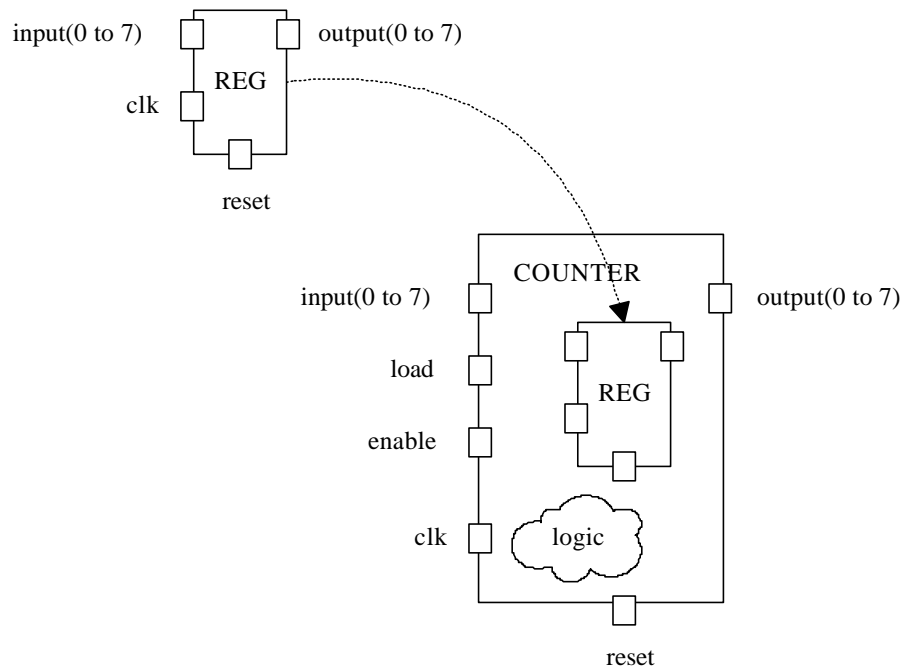 input(0 to 7)
output(0 to 7)
REG
clk
reset
COUNTER
input(0 to 7)
output(0 to 7)
load
REG
enable
clk
logic
reset